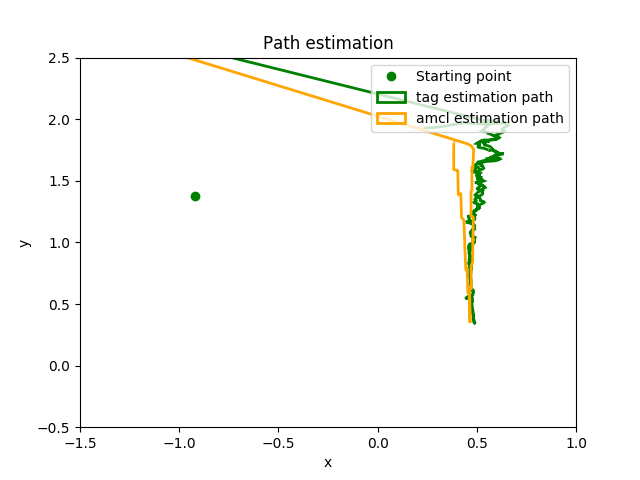 Path estimation
Starting point
tag estimation path
amcl estimation path
2.5
2.0
1.5
1.0
0.5
0.0
−0.5
y
−1.5
−1.0
−0.5
0.0
0.5
1.0
x